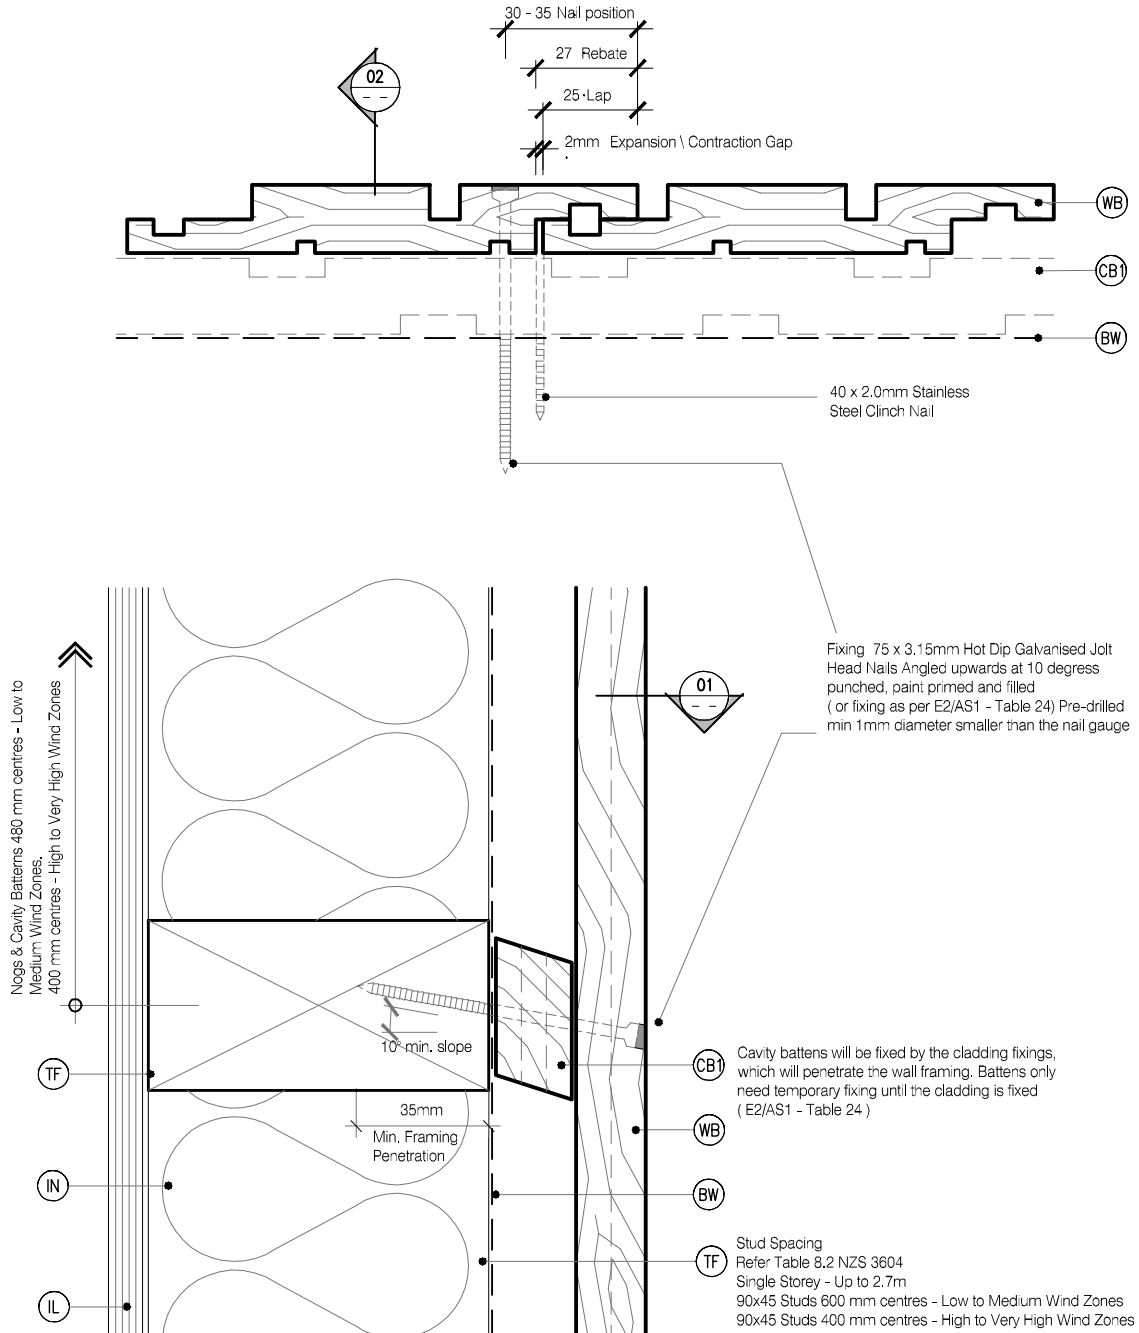 30 - 35 Nail position
27 Rebate
25·Lap
2mm Expansion \ Contraction Gap
02
- -
WB
CB1
BW
40 x 2.0mm Stainless
Steel Clinch Nail
Fixing 75 x 3.15mm Hot Dip Galvanised Jolt
Head Nails Angled upwards at 10 degress
punched, paint primed and filled
( or fixing as per E2/AS1 - Table 24) Pre-drilled
min 1mm diameter smaller than the nail gauge
01
- -
Nogs & Cavity Batterns 480 mm centres - Low to
Medium Wind Zones.
400 mm centres - High to Very High Wind Zones
10° min. slope
TF
CB1
Cavity battens will be fixed by the cladding fixings,
which will penetrate the wall framing. Battens only
need temporary fixing until the cladding is fixed
( E2/AS1 - Table 24 )
35mm
Min. Framing
Penetration
WB
IN
BW
TF
Stud Spacing
Refer Table 8.2 NZS 3604
Single Storey - Up to 2.7m
90x45 Studs 600 mm centres - Low to Medium Wind Zones
90x45 Studs 400 mm centres - High to Very High Wind Zones
IL